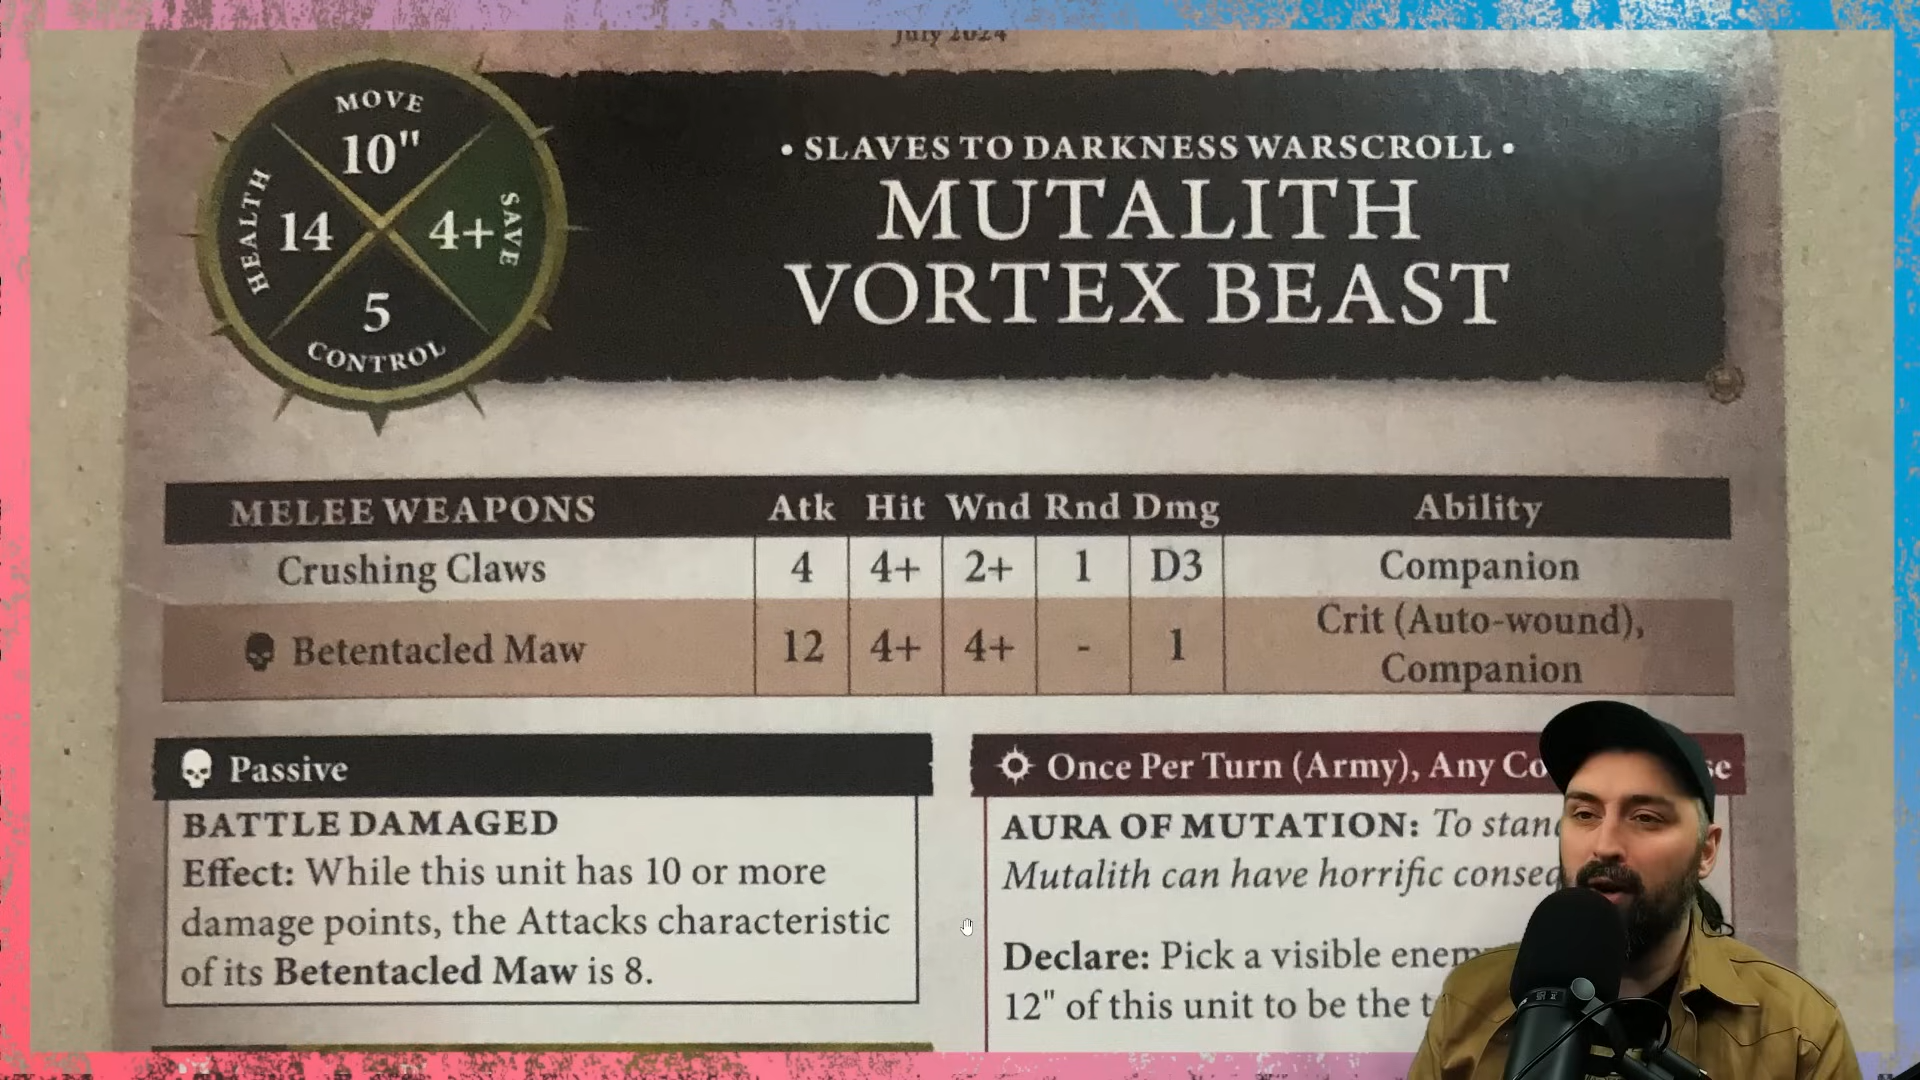 July 2024
MOVE
10"
HEALTH
14
4+
SAVE
5
CONTROL
• SLAVES TO DARKNESS WARSCROLL •
MUTALITH
VORTEX BEAST
MELEE WEAPONS Atk Hit Wnd Rnd Dmg Ability
Crushing Claws 4 4+ 2+ 1 D3 Companion
Betentacled Maw 12 4+ 4+ - 1 Crit (Auto-wound), Companion
Passive
BATTLE DAMAGED
Effect: While this unit has 10 or more
damage points, the Attacks characteristic
of its Betentacled Maw is 8.
Once Per Turn (Army), Any
AURA OF MUTATION: To stand
Mutalith can have horrific
Declare: Pick a visible
12" of this unit to be the